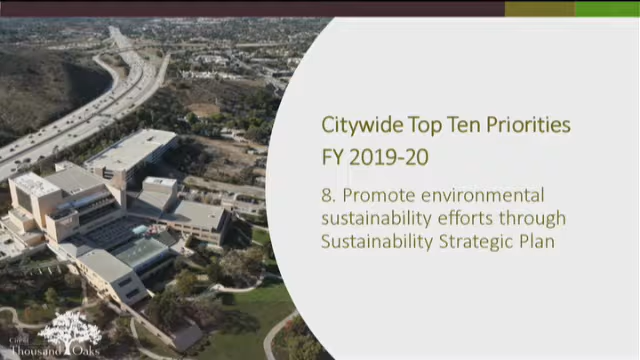 Citywide Top Ten Priorities
FY 2019-20
8. Promote environmental
sustainability efforts through
Sustainability Strategic Plan
City of
Thousand Oaks